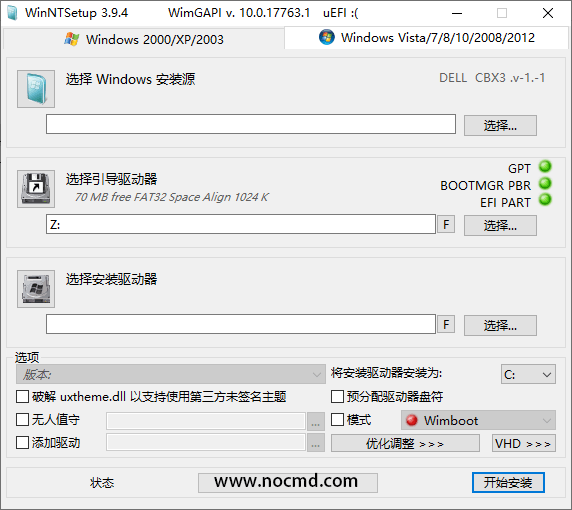 WinNTSetup 3.9.4 WimGAPI v. 10.0.17763.1 uEFI :(
Windows 2000/XP/2003 Windows Vista/7/8/10/2008/2012
选择 Windows 安装源 DELL CBX3 .v-1.-1
选择...
选择引导驱动器 GPT
70 MB free FAT32 Space Align 1024 K BOOTMGR PBR
EFI PART
Z: F 选择...
选择安装驱动器
F 选择...
选项
版本: 将安装驱动器安装为: C:
破解 uxtheme.dll 以支持使用第三方未签名主题 预分配驱动器盘符
无人值守 ... 模式 Wimboot
添加驱动 ... 优化调整 >>> VHD >>>
状态 www.nocmd.com 开始安装